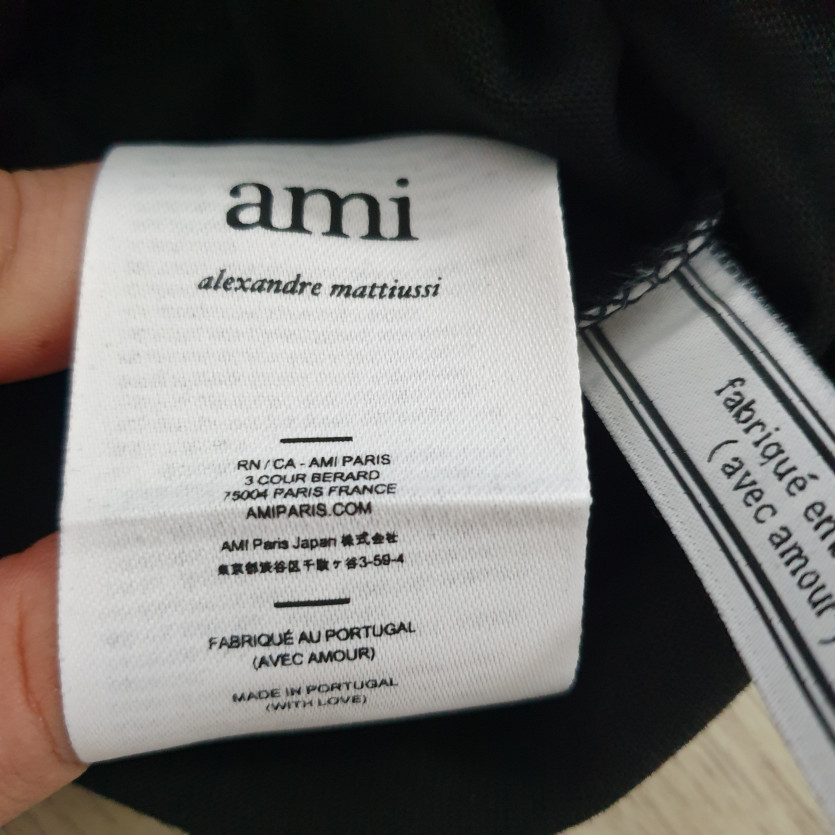 ami
alexandre mattiussi
RN / CA - AMI PARIS
3 COUR BERARD
75004 PARIS FRANCE
AMIPARIS.COM
AMI Paris Japan 株式会社
東京都渋谷区千駄ヶ谷3-59-4
FABRIQUÉ AU PORTUGAL
(AVEC AMOUR)
MADE IN PORTUGAL
(WITH LOVE)
fabriqué en
(avec amour)